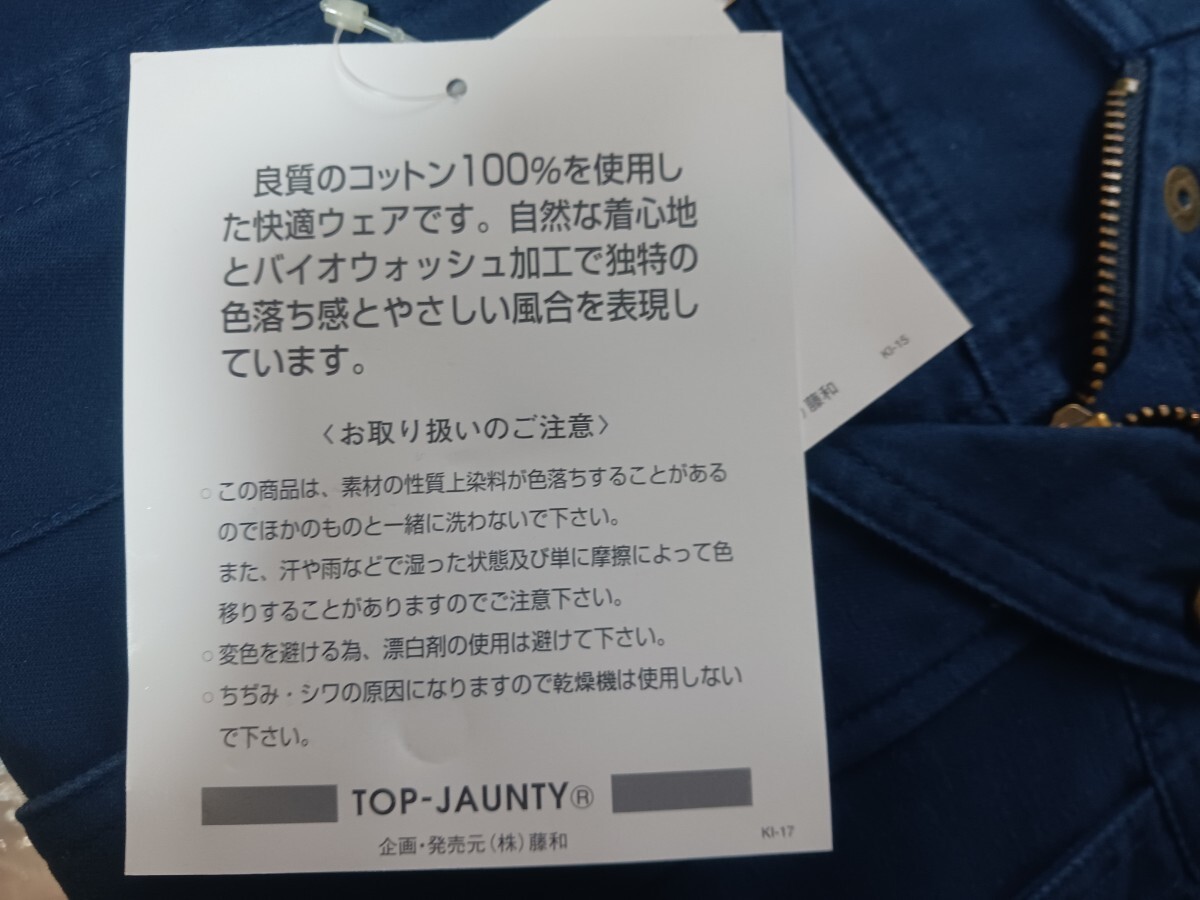 良質のコットン100%を使用し
た快適ウェアです。自然な着心地
とバイオウォッシュ加工で独特の
色落ち感とやさしい風合を表現し
ています。
〈お取り扱いのご注意〉
○この商品は、素材の性質上染料が色落ちすることがある
のでほかのものと一緒に洗わないで下さい。
また、汗や雨などで湿った状態及び単に摩擦によって色
移りすることがありますのでご注意下さい。
○変色を避ける為、漂白剤の使用は避けて下さい。
○ちぢみ・シワの原因になりますので乾燥機は使用しない
で下さい。
TOP-JAUNTY®
企画・発売元(株)藤和
KI-17
KI-15
)藤和